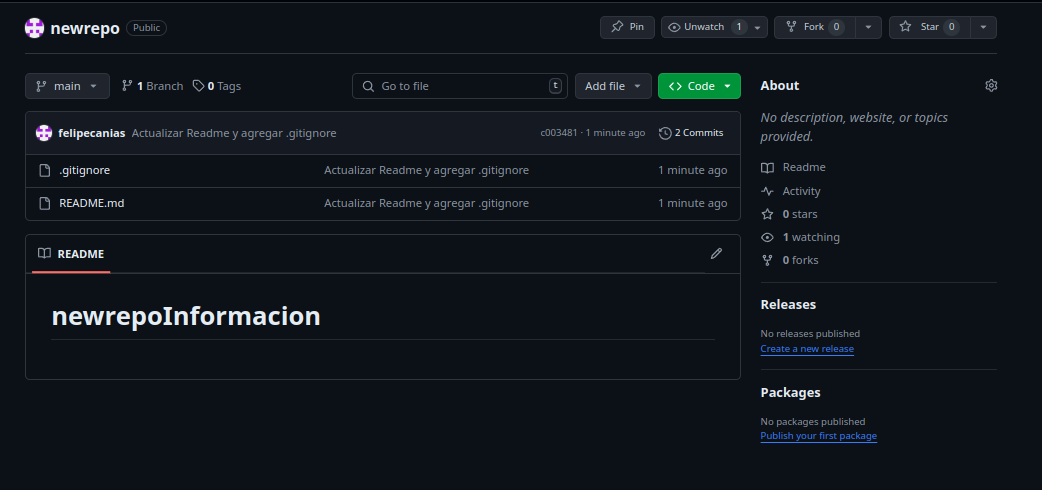 newrepo Public Pin Unwatch 1 Fork 0 Star 0
main 1 Branch 0 Tags Go to file t Add file Code About
No description, website, or topics
provided.
felipecanias Actualizar Readme y agregar .gitignore c003481 · 1 minute ago 2 Commits
.gitignore Actualizar Readme y agregar .gitignore 1 minute ago
README.md Actualizar Readme y agregar .gitignore 1 minute ago
README
newrepoInformacion
Readme
Activity
0 stars
1 watching
0 forks
Releases
No releases published
Create a new release
Packages
No packages published
Publish your first package